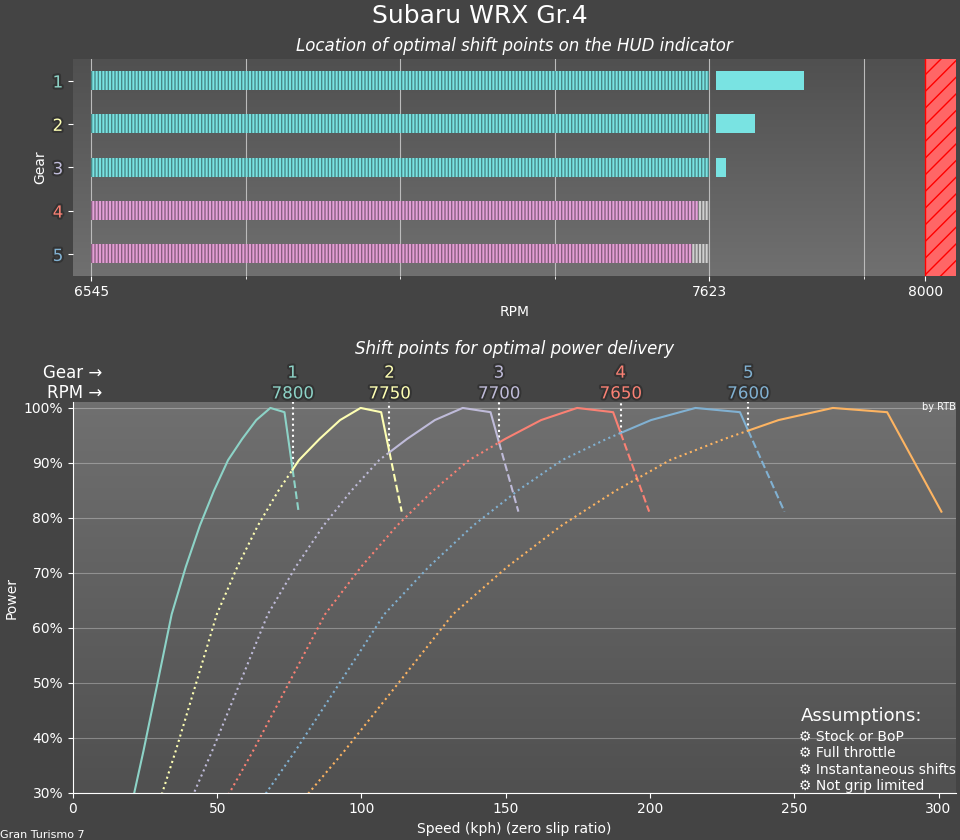 Subaru WRX Gr.4
Location of optimal shift points on the HUD indicator
1
2
3
4
5
Gear
6545
7623
8000
RPM
Shift points for optimal power delivery
Gear →
1
2
3
4
5
RPM →
7800
7750
7700
7650
7600
by RTB
100%
90%
80%
70%
60%
50%
40%
30%
Power
Assumptions:
⚙ Stock or BoP
⚙ Full throttle
⚙ Instantaneous shifts
⚙ Not grip limited
0
50
100
150
200
250
300
Speed (kph) (zero slip ratio)
Gran Turismo 7